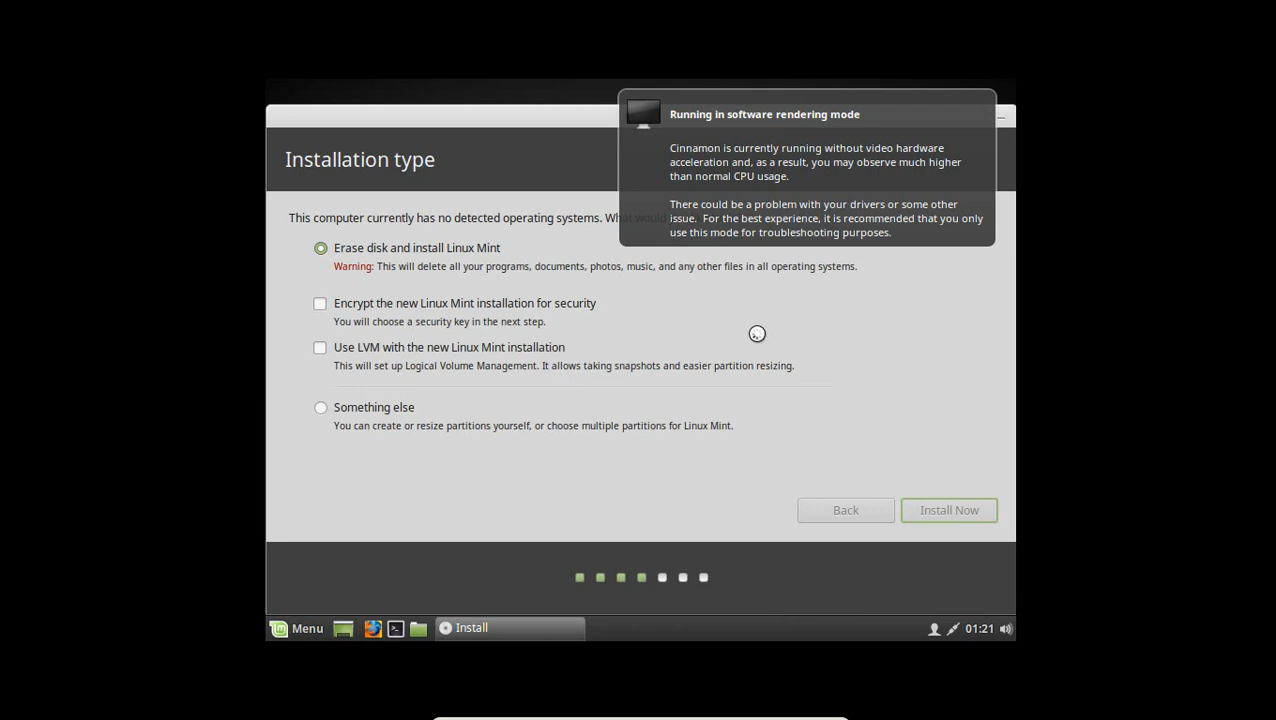 Running in software rendering mode
Cinnamon is currently running without video hardware
acceleration and, as a result, you may observe much higher
than normal CPU usage.
There could be a problem with your drivers or some other
issue. For the best experience, it is recommended that you only
use this mode for troubleshooting purposes.
Installation type
This computer currently has no detected operating systems. What would
Erase disk and install Linux Mint
Warning: This will delete all your programs, documents, photos, music, and any other files in all operating systems.
Encrypt the new Linux Mint installation for security
You will choose a security key in the next step.
Use LVM with the new Linux Mint installation
This will set up Logical Volume Management. It allows taking snapshots and easier partition resizing.
Something else
You can create or resize partitions yourself, or choose multiple partitions for Linux Mint.
Back
Install Now
Menu
Install
01:21